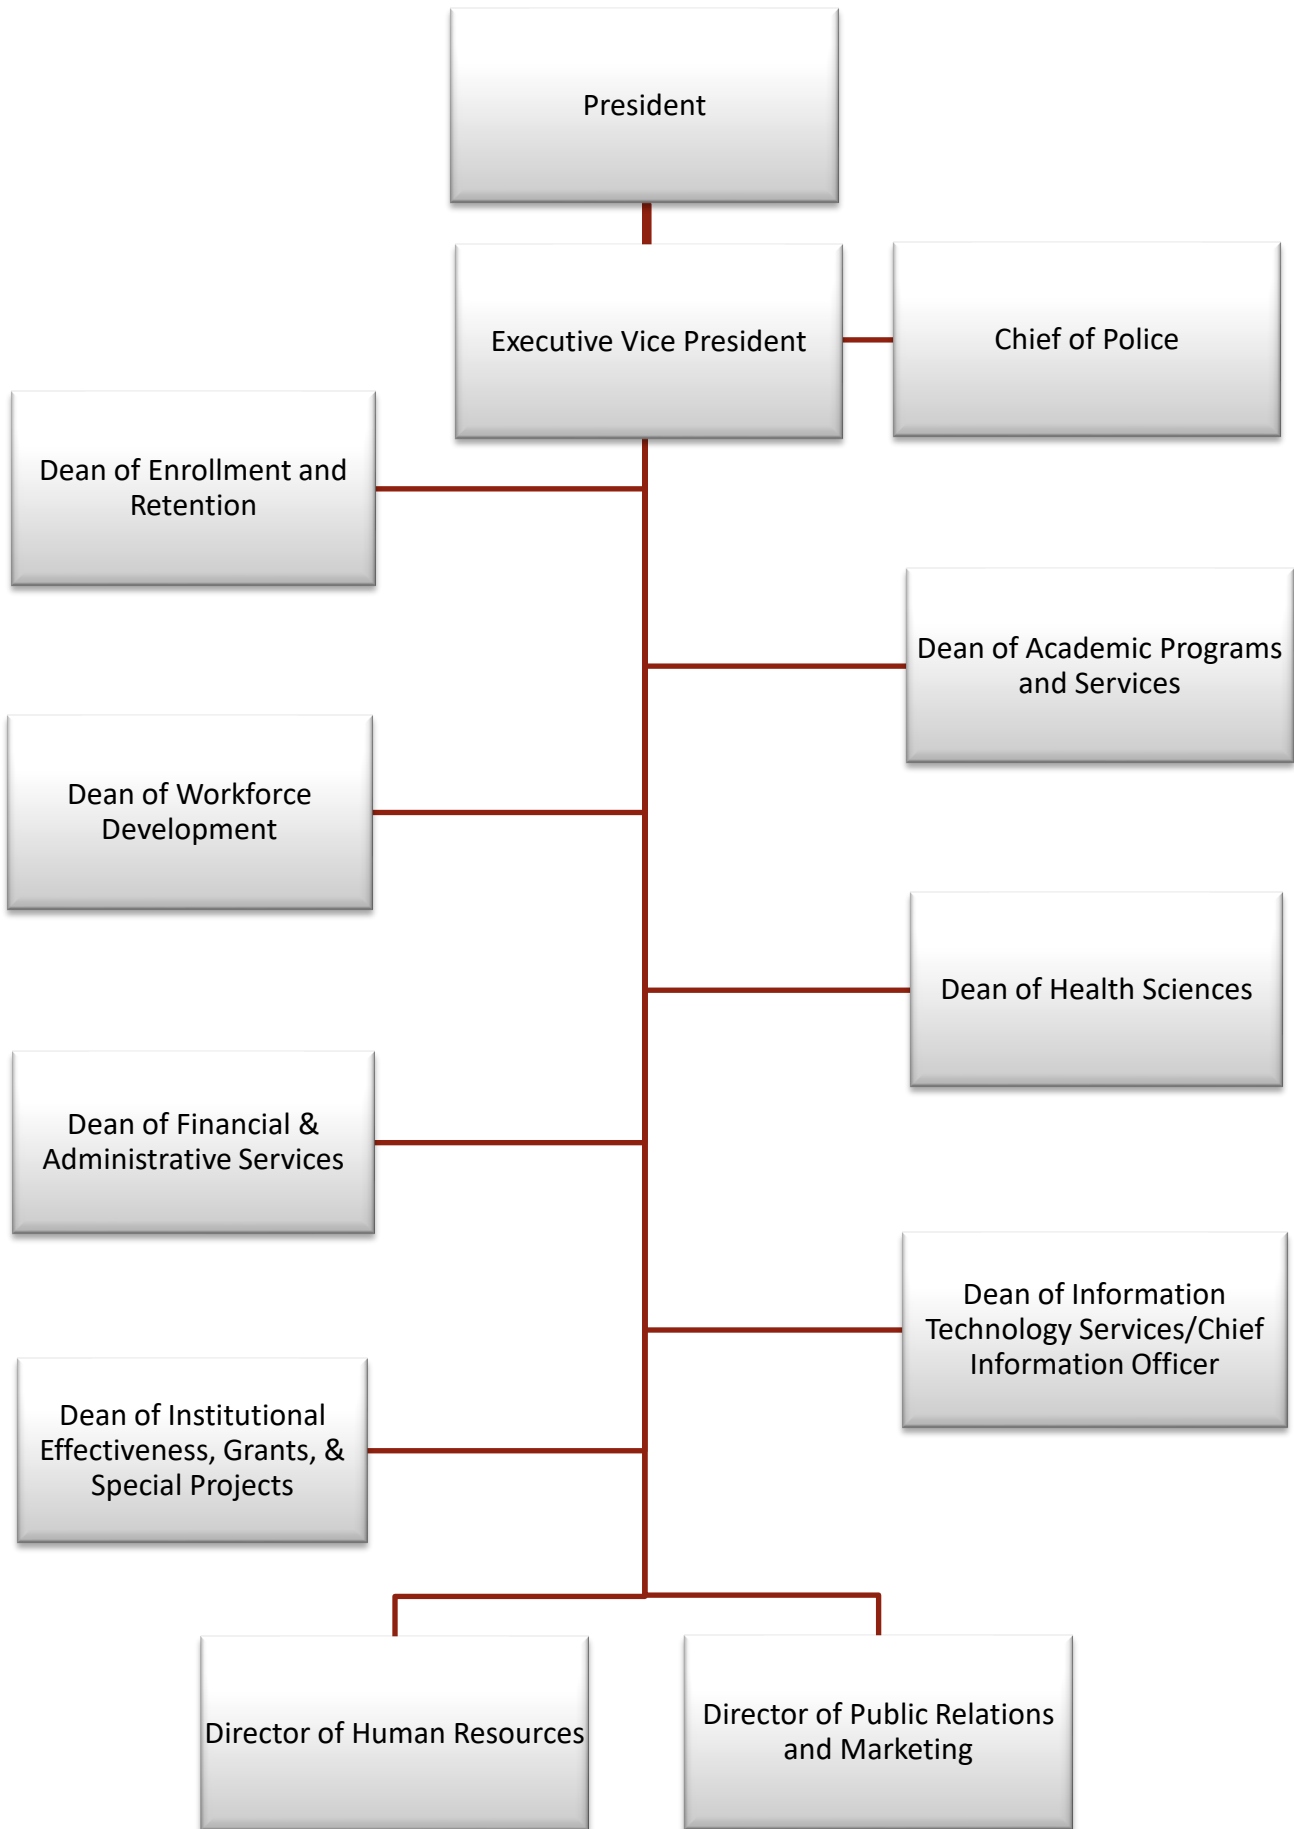 President
Executive Vice President
Chief of Police
Dean of Enrollment and
Retention
Dean of Academic Programs
and Services
Dean of Workforce
Development
Dean of Health Sciences
Dean of Financial &
Administrative Services
Dean of Information
Technology Services/Chief
Information Officer
Dean of Institutional
Effectiveness, Grants, &
Special Projects
Director of Human Resources
Director of Public Relations
and Marketing